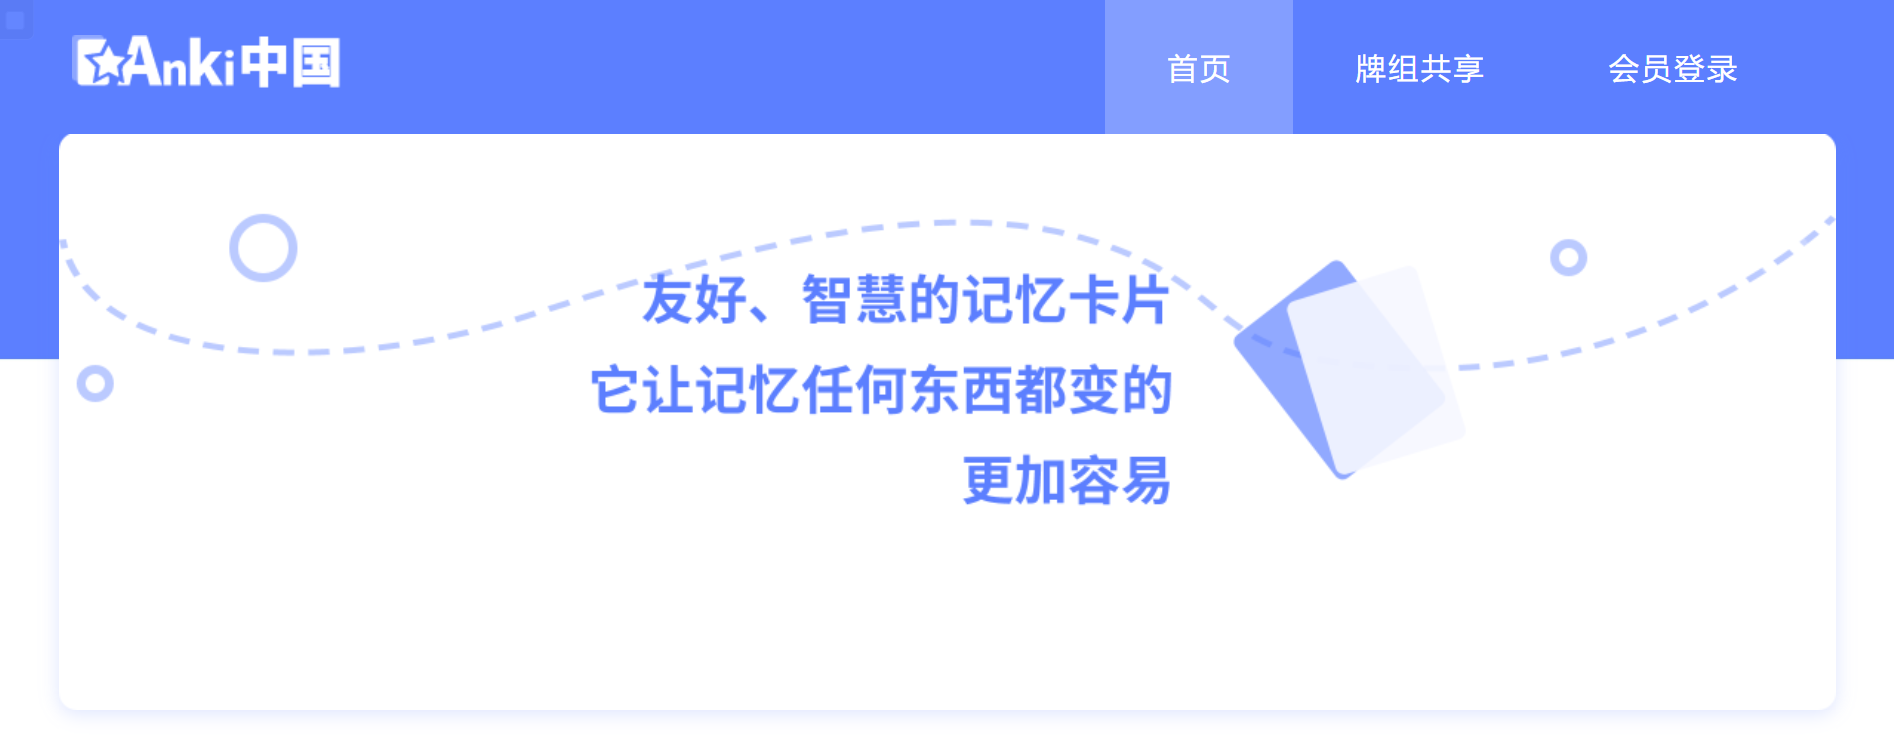 Anki中国
首页
牌组共享
会员登录
友好、智慧的记忆卡片
它让记忆任何东西都变的
更加容易